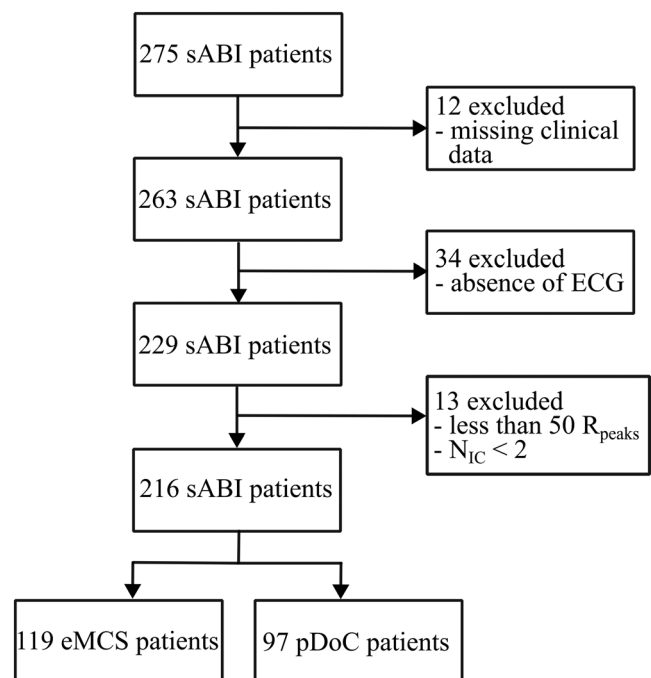 275 sABI patients
12 excluded
- missing clinical
data
263 sABI patients
34 excluded
- absence of ECG
229 sABI patients
13 excluded
- less than 50 Rpeaks
- NIC < 2
216 sABI patients
119 eMCS patients
97 pDoC patients